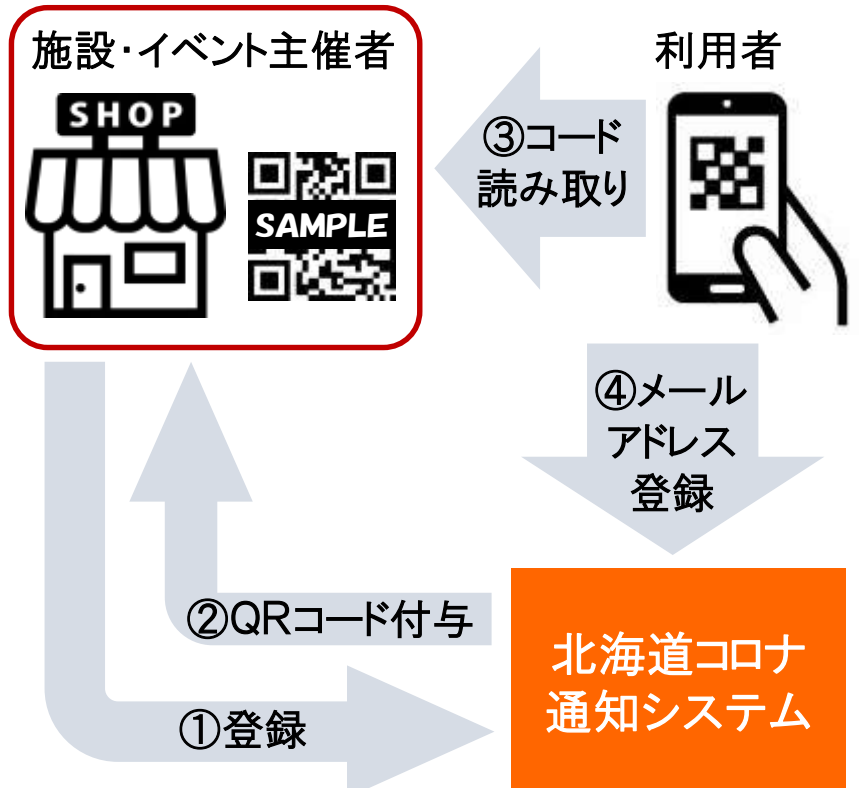 施設・イベント主催者
SHOP
SAMPLE
利用者
③コード
読み取り
④メール
アドレス
登録
②QRコード付与
①登録
北海道コロナ
通知システム